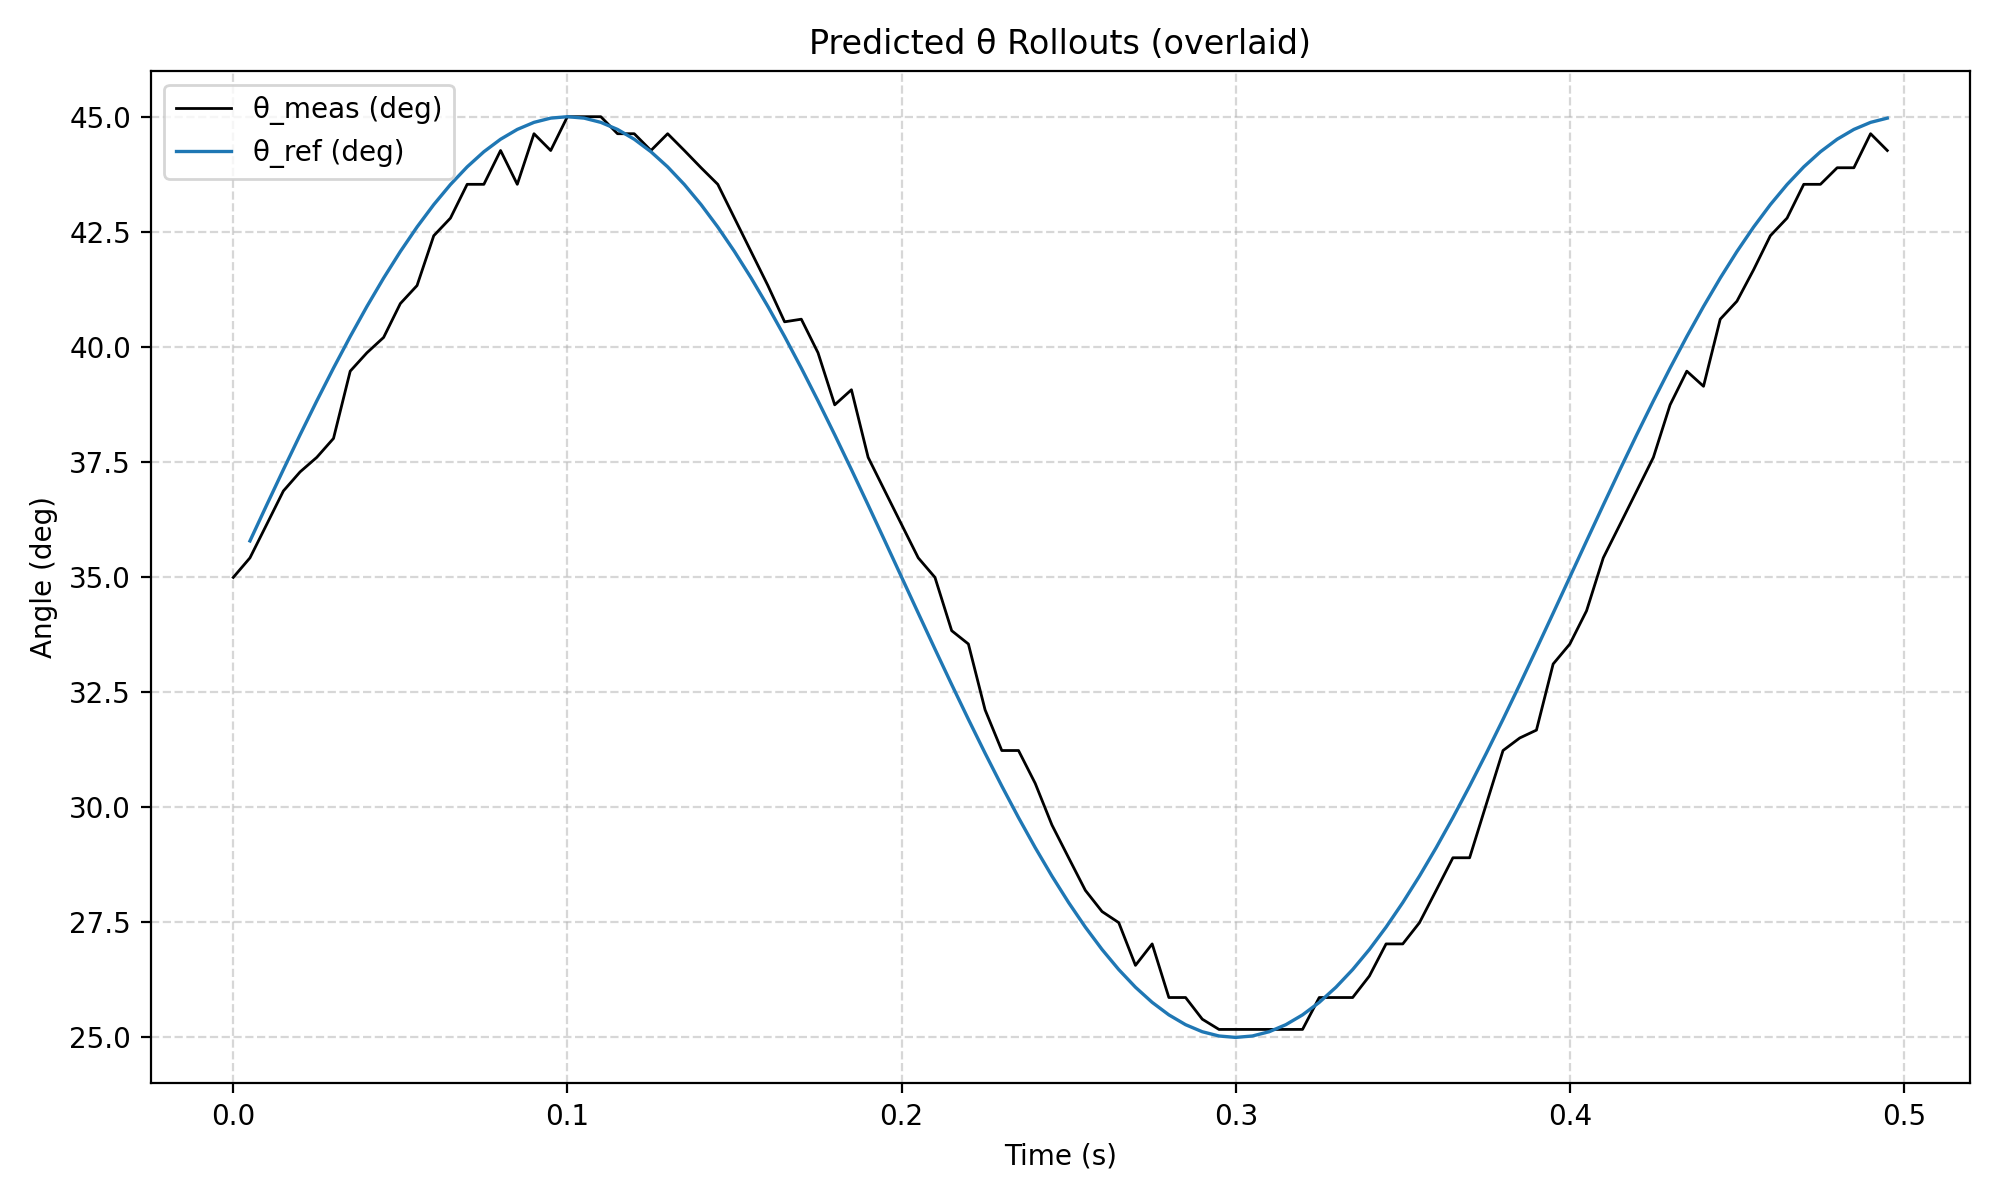 Predicted θ Rollouts (overlaid)
θ_meas (deg)
θ_ref (deg)
45.0
42.5
40.0
37.5
35.0
32.5
30.0
27.5
25.0
Angle (deg)
0.0 0.1 0.2 0.3 0.4 0.5
Time (s)